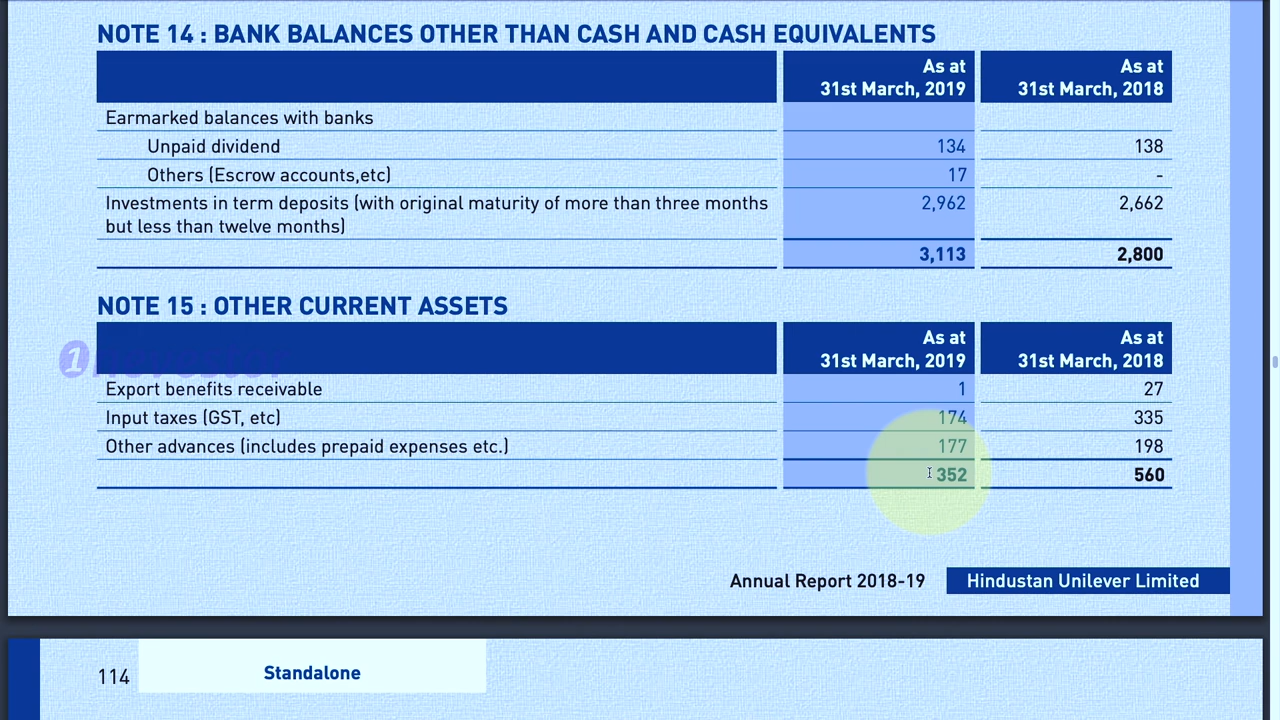 NOTE 14 : BANK BALANCES OTHER THAN CASH AND CASH EQUIVALENTS
As at 31st March, 2019 As at 31st March, 2018
Earmarked balances with banks
Unpaid dividend 134 138
Others (Escrow accounts,etc) 17 -
Investments in term deposits (with original maturity of more than three months
but less than twelve months) 2,962 2,662
3,113 2,800
NOTE 15 : OTHER CURRENT ASSETS
As at 31st March, 2019 As at 31st March, 2018
Export benefits receivable 1 27
Input taxes (GST, etc) 174 335
Other advances (includes prepaid expenses etc.) 177 198
352 560
Annual Report 2018-19 Hindustan Unilever Limited
114 Standalone